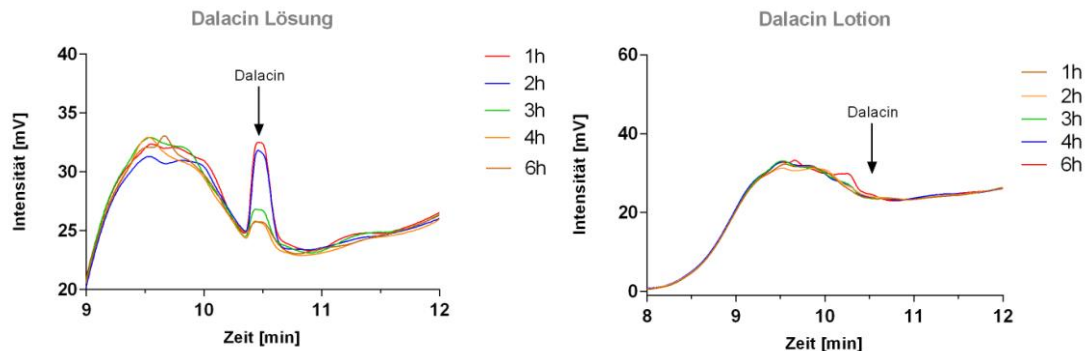 Dalacin Lösung
Intensität [mV]
40
35
30
25
20
Dalacin
9
10
11
12
Zeit [min]
1h
2h
3h
4h
6h
Dalacin Lotion
Intensität [mV]
60
40
20
0
Dalacin
8
9
10
11
12
Zeit [min]
1h
2h
3h
4h
6h